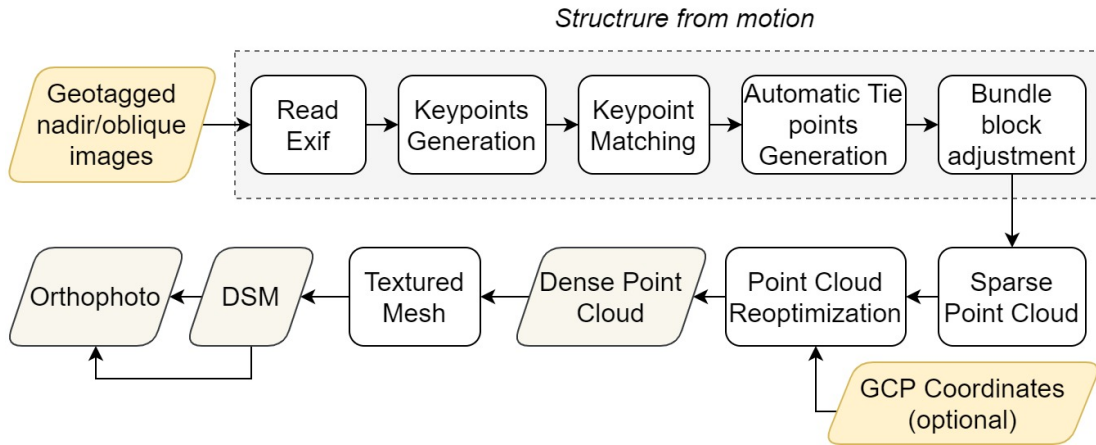 Structrure from motion
Geotagged
nadir/oblique
images
Read
Exif
Keypoints
Generation
Keypoint
Matching
Automatic Tie
points
Generation
Bundle
block
adjustment
Orthophoto
DSM
Textured
Mesh
Dense Point
Cloud
Point Cloud
Reoptimization
Sparse
Point Cloud
GCP Coordinates
(optional)